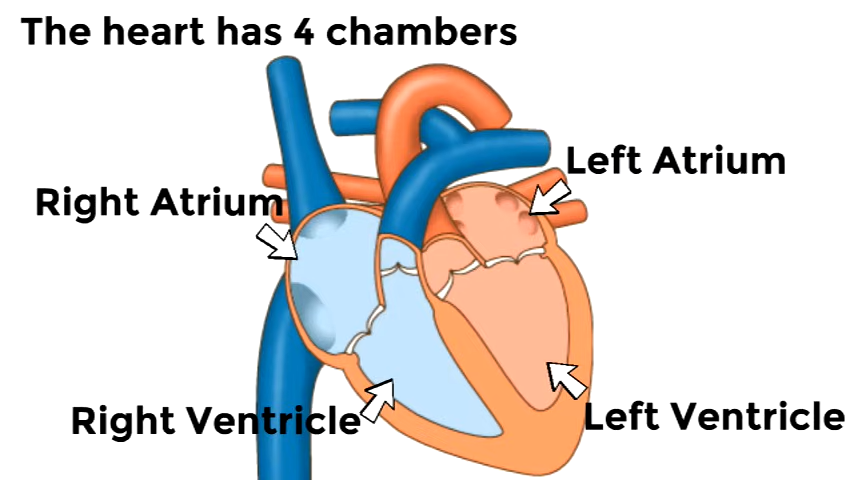 The heart has 4 chambers
Left Atrium
Right Atrium
Right Ventricle
Left Ventricle